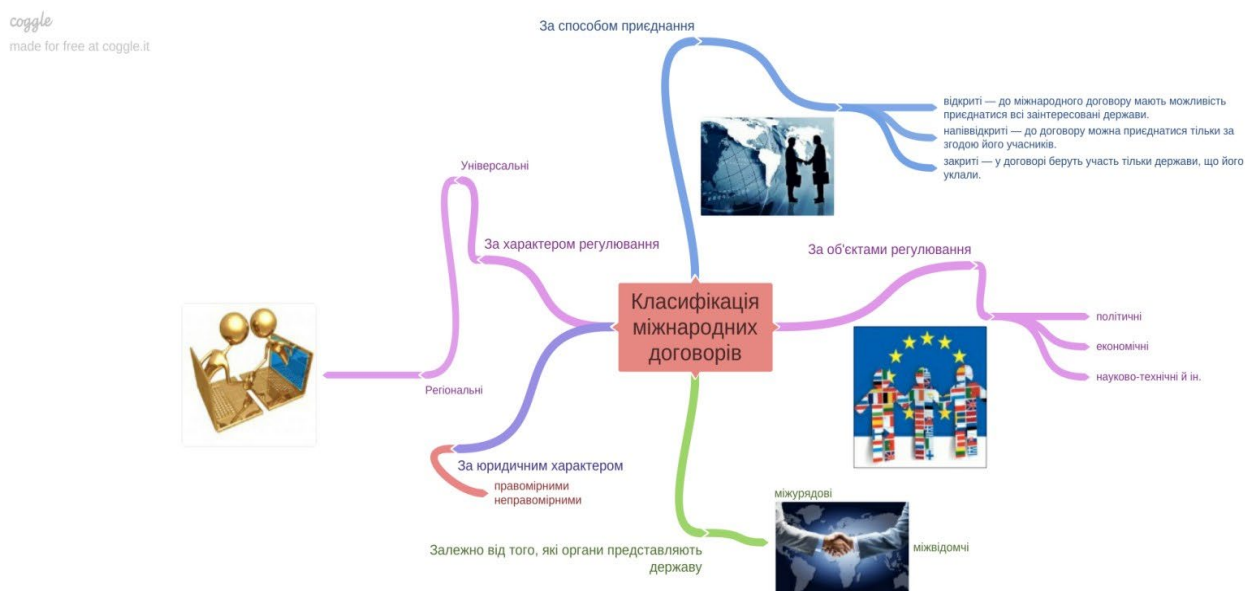 coggle
made for free at coggle.it
За способом приєднання
відкриті — до міжнародного договору мають можливість
приєднатися всі заінтересовані держави.
напіввідкриті — до договору можна приєднатися тільки за
згодою його учасників.
закриті — у договорі беруть участь тільки держави, що його
уклали.
Універсальні
За характером регулювання
Регіональні
За об'єктами регулювання
політичні
економічні
науково-технічні й ін.
Класифікація
міжнародних
договорів
За юридичним характером
правомірними
неправомірними
Залежно від того, які органи представляють
державу
міжурядові
міжвідомчі